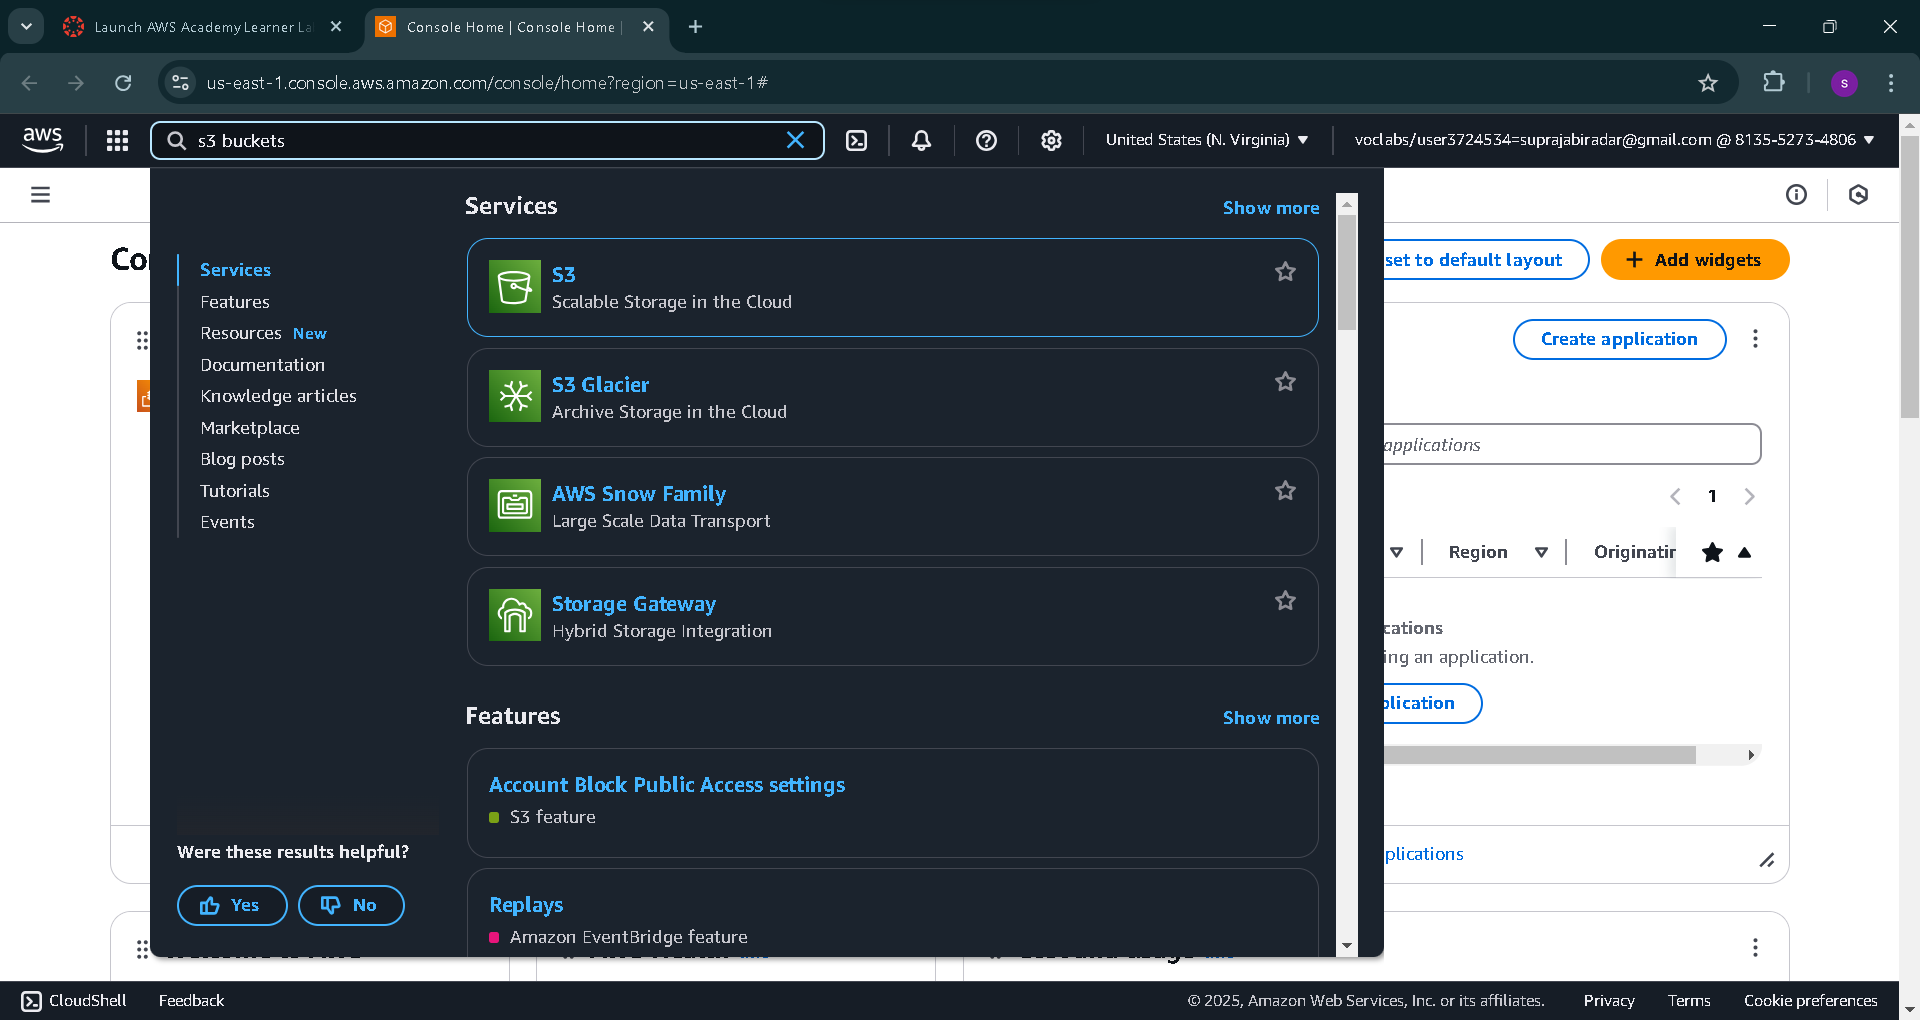 Launch AWS Academy Learner La
Console Home | Console Home |
us-east-1.console.aws.amazon.com/console/home?region=us-east-1#
S
aws
s3 buckets
United States (N. Virginia)
voclabs/user3724534=suprajabiradar@gmail.com @ 8135-5273-4806
Services
Features
Resources New
Documentation
Knowledge articles
Marketplace
Blog posts
Tutorials
Events
Services
Show more
S3
Scalable Storage in the Cloud
S3 Glacier
Archive Storage in the Cloud
AWS Snow Family
Large Scale Data Transport
Storage Gateway
Hybrid Storage Integration
Features
Show more
Account Block Public Access settings
S3 feature
Replays
Amazon EventBridge feature
Were these results helpful?
Yes
No
Co
set to default layout
Add widgets
Create application
applications
1
Region
Originatin
cations
ing an application.
plication
plications
CloudShell
Feedback
© 2025, Amazon Web Services, Inc. or its affiliates.
Privacy
Terms
Cookie preferences